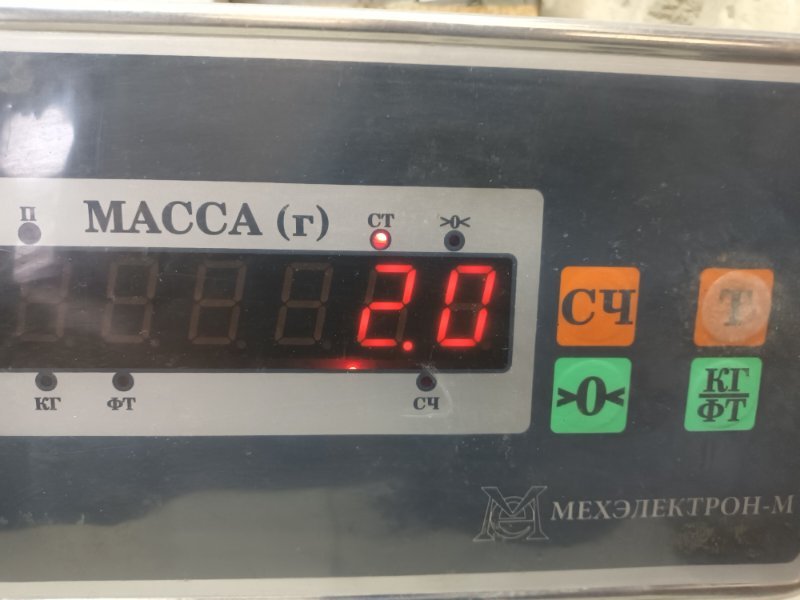 П
МАССА (г)
СТ
>0<
2.0
КГ
ФТ
СЧ
СЧ
Т
>0<
КГ
ФТ
МЕХЭЛЕКТРОН-М